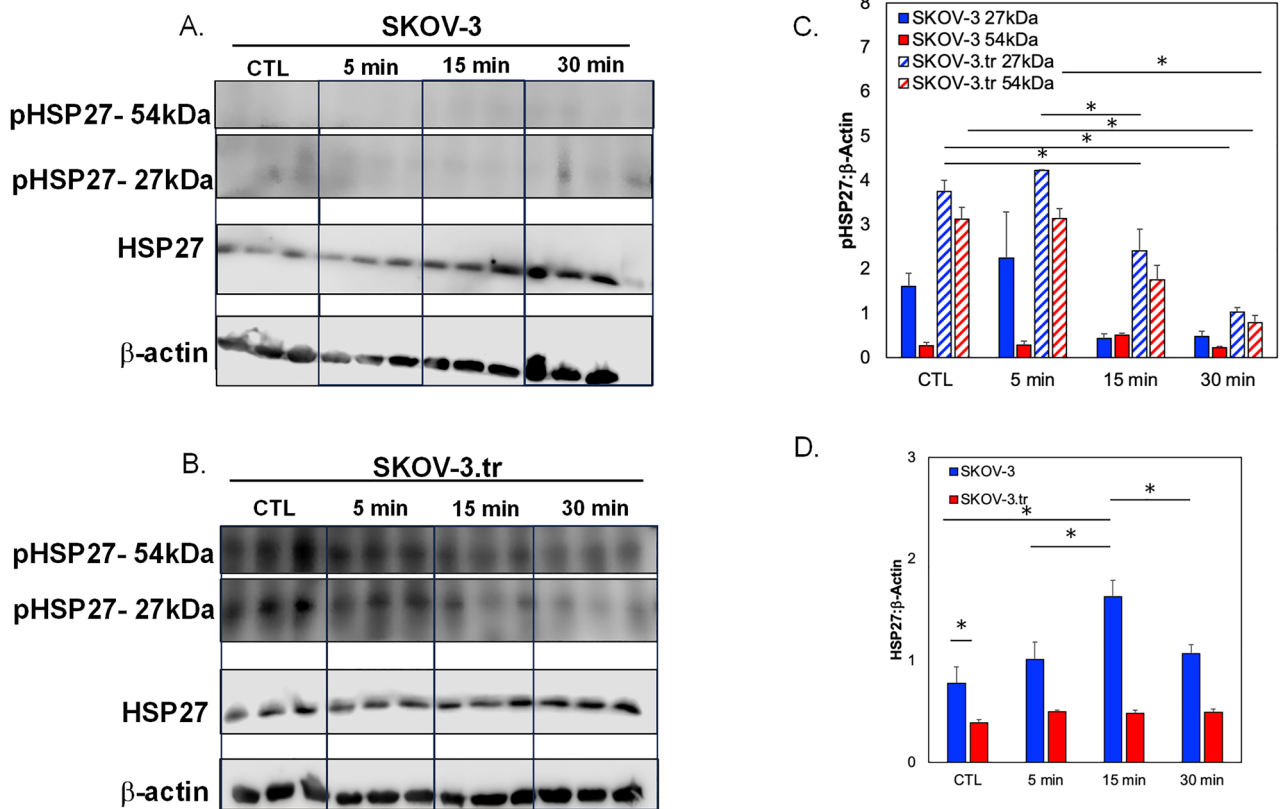 A.
SKOV-3
CTL
5 min
15 min
30 min
pHSP27- 54kDa
pHSP27- 27kDa
HSP27
β-actin
B.
SKOV-3.tr
CTL
5 min
15 min
30 min
pHSP27- 54kDa
pHSP27- 27kDa
HSP27
β-actin
C.
SKOV-3 27kDa
SKOV-3 54kDa
SKOV-3.tr 27kDa
SKOV-3.tr 54kDa
*
*
*
*
*
pHSP27:β-Actin
8
7
6
5
4
3
2
1
0
CTL
5 min
15 min
30 min
D.
SKOV-3
SKOV-3.tr
*
*
*
*
HSP27:β-Actin
3
2
1
0
CTL
5 min
15 min
30 min